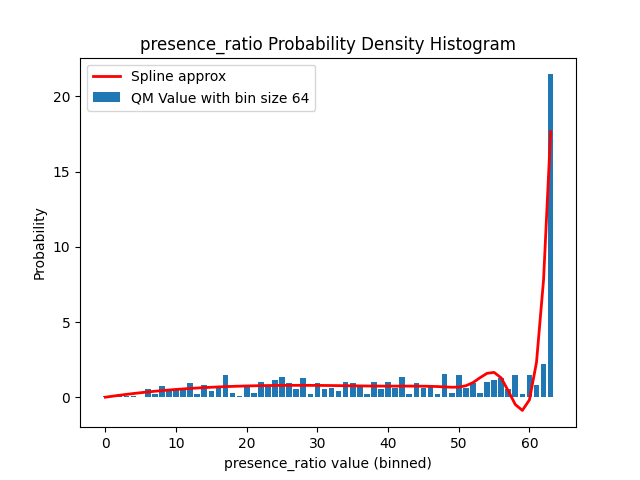 presence_ratio Probability Density Histogram
Spline approx
QM Value with bin size 64
Probability
20
15
10
5
0
0 10 20 30 40 50 60
presence_ratio value (binned)